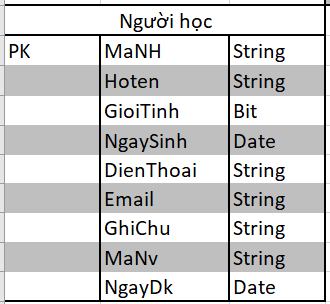 Người học
PK MaNH String
Hoten String
GioiTinh Bit
NgaySinh Date
DienThoai String
Email String
GhiChu String
MaNv String
NgayDk Date